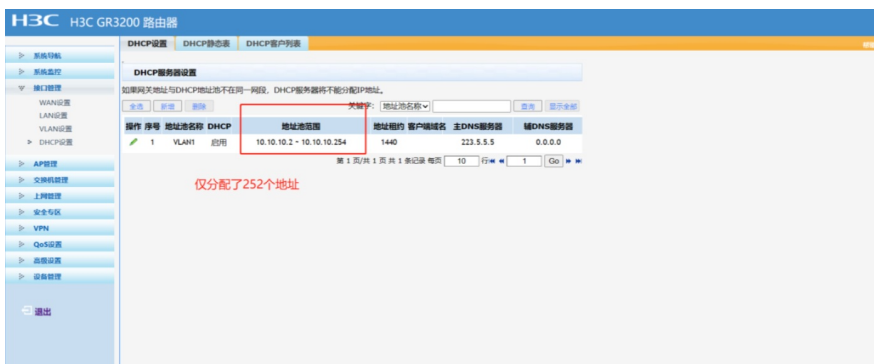 H3C H3C GR3200 路由器
DHCP设置 DHCP静态表 DHCP客户列表
系统导航
系统监控
接口管理
WAN设置
LAN设置
VLAN设置
DHCP设置
AP管理
交换机管理
上网管理
安全专区
VPN
QoS设置
高级设置
设备管理
退出
DHCP服务器设置
如果网关地址与DHCP地址池不在同一网段，DHCP服务器将不能分配IP地址。
全选 新增 删除 关键字： 地址池名称 查询 显示全部
操作 序号 地址池名称 DHCP 地址池范围 地址租约 客户端域名 主DNS服务器 辅DNS服务器
1 VLAN1 启用 10.10.10.2 - 10.10.10.254 1440 223.5.5.5 0.0.0.0
第 1 页/共 1 页 共 1 条记录 每页 10 行 1 Go
仅分配了252个地址